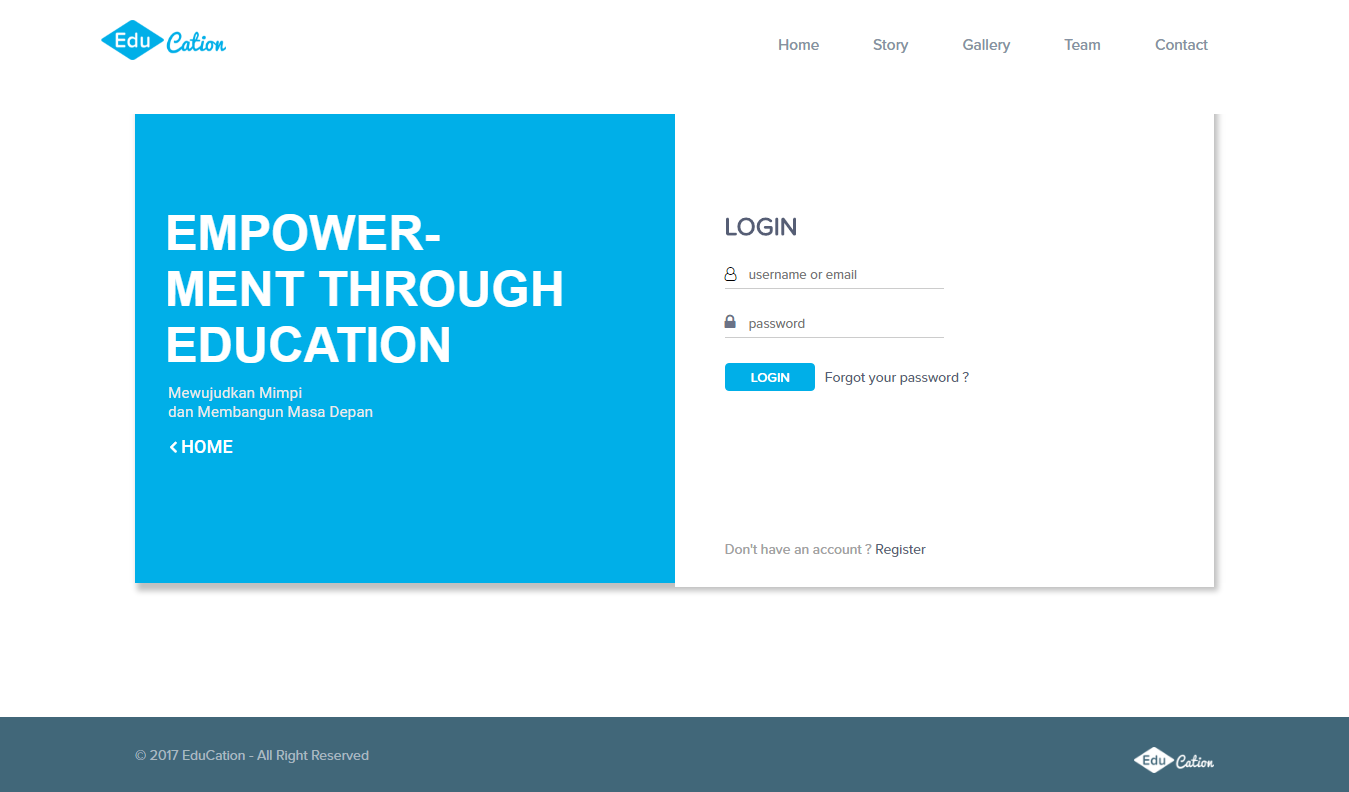 Edu Cation
Home Story Gallery Team Contact
EMPOWER-
MENT THROUGH
EDUCATION
Mewujudkan Mimpi
dan Membangun Masa Depan
HOME
LOGIN
username or email
password
LOGIN Forgot your password ?
Don't have an account ? Register
© 2017 EduCation - All Right Reserved
Edu Cation